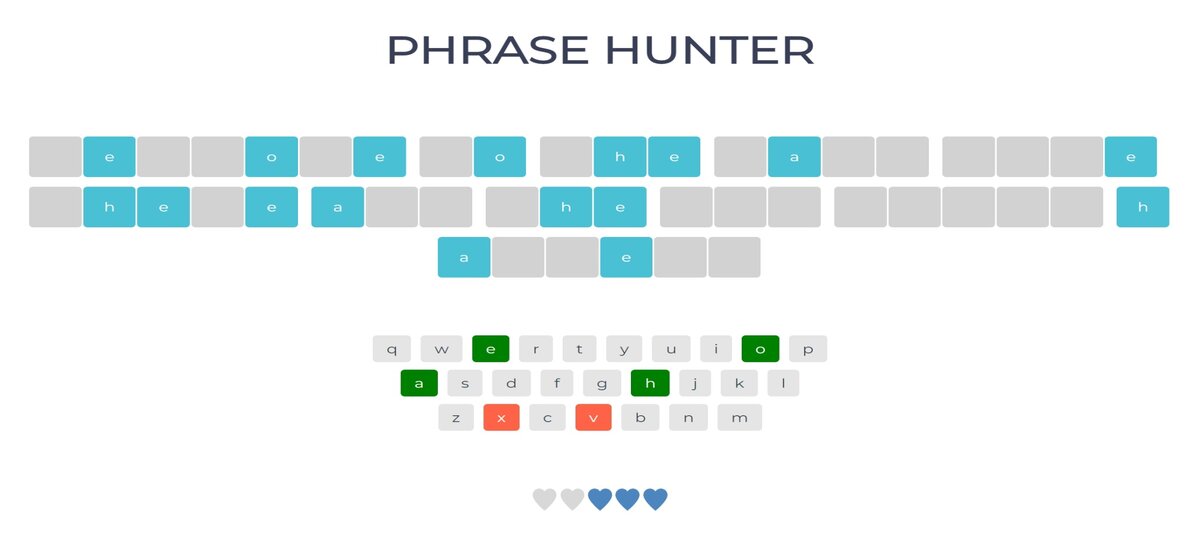 PHRASE HUNTER
e o e o h e a e
h e e a h e h
a e
q w e r t y u i o p
a s d f g h j k l
z x c v b n m